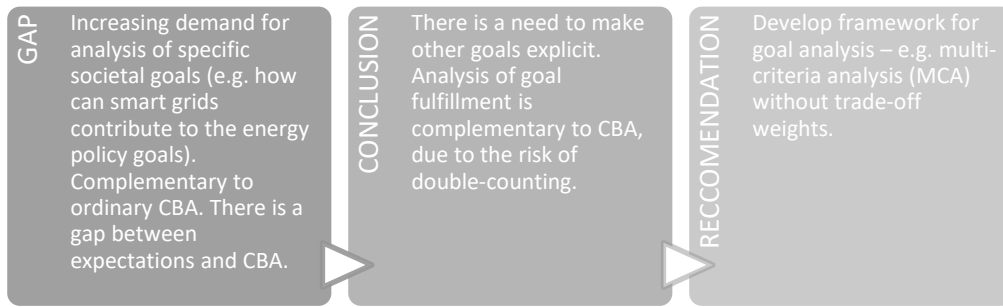 GAP
Increasing demand for
analysis of specific
societal goals (e.g. how
can smart grids
contribute to the energy
policy goals).
Complementary to
ordinary CBA. There is a
gap between
expectations and CBA.
CONCLUSION
There is a need to make
other goals explicit.
Analysis of goal
fulfillment is
complementary to CBA,
due to the risk of
double-counting.
RECCOMENDATION
Develop framework for
goal analysis – e.g. multi-
criteria analysis (MCA)
without trade-off
weights.